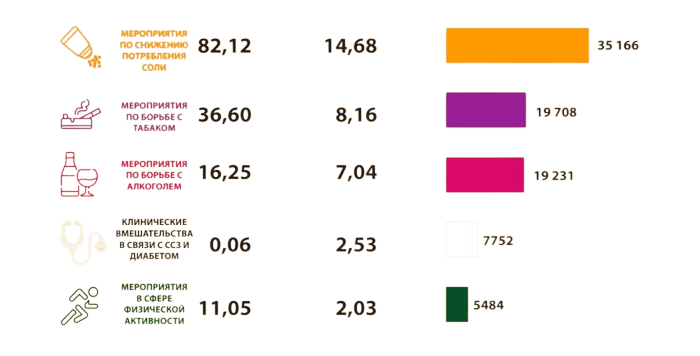 МЕРОПРИЯТИЯ
ПО СНИЖЕНИЮ
ПОТРЕБЛЕНИЯ
СОЛИ
82,12 14,68 35 166
МЕРОПРИЯТИЯ
ПО БОРЬБЕ С
ТАБАКОМ
36,60 8,16 19 708
МЕРОПРИЯТИЯ
ПО БОРЬБЕ С
АЛКОГОЛЕМ
16,25 7,04 19 231
КЛИНИЧЕСКИЕ
ВМЕШАТЕЛЬСТВА
В СВЯЗИ С ССЗ И
ДИАБЕТОМ
0,06 2,53 7752
МЕРОПРИЯТИЯ
В СФЕРЕ
ФИЗИЧЕСКОЙ
АКТИВНОСТИ
11,05 2,03 5484